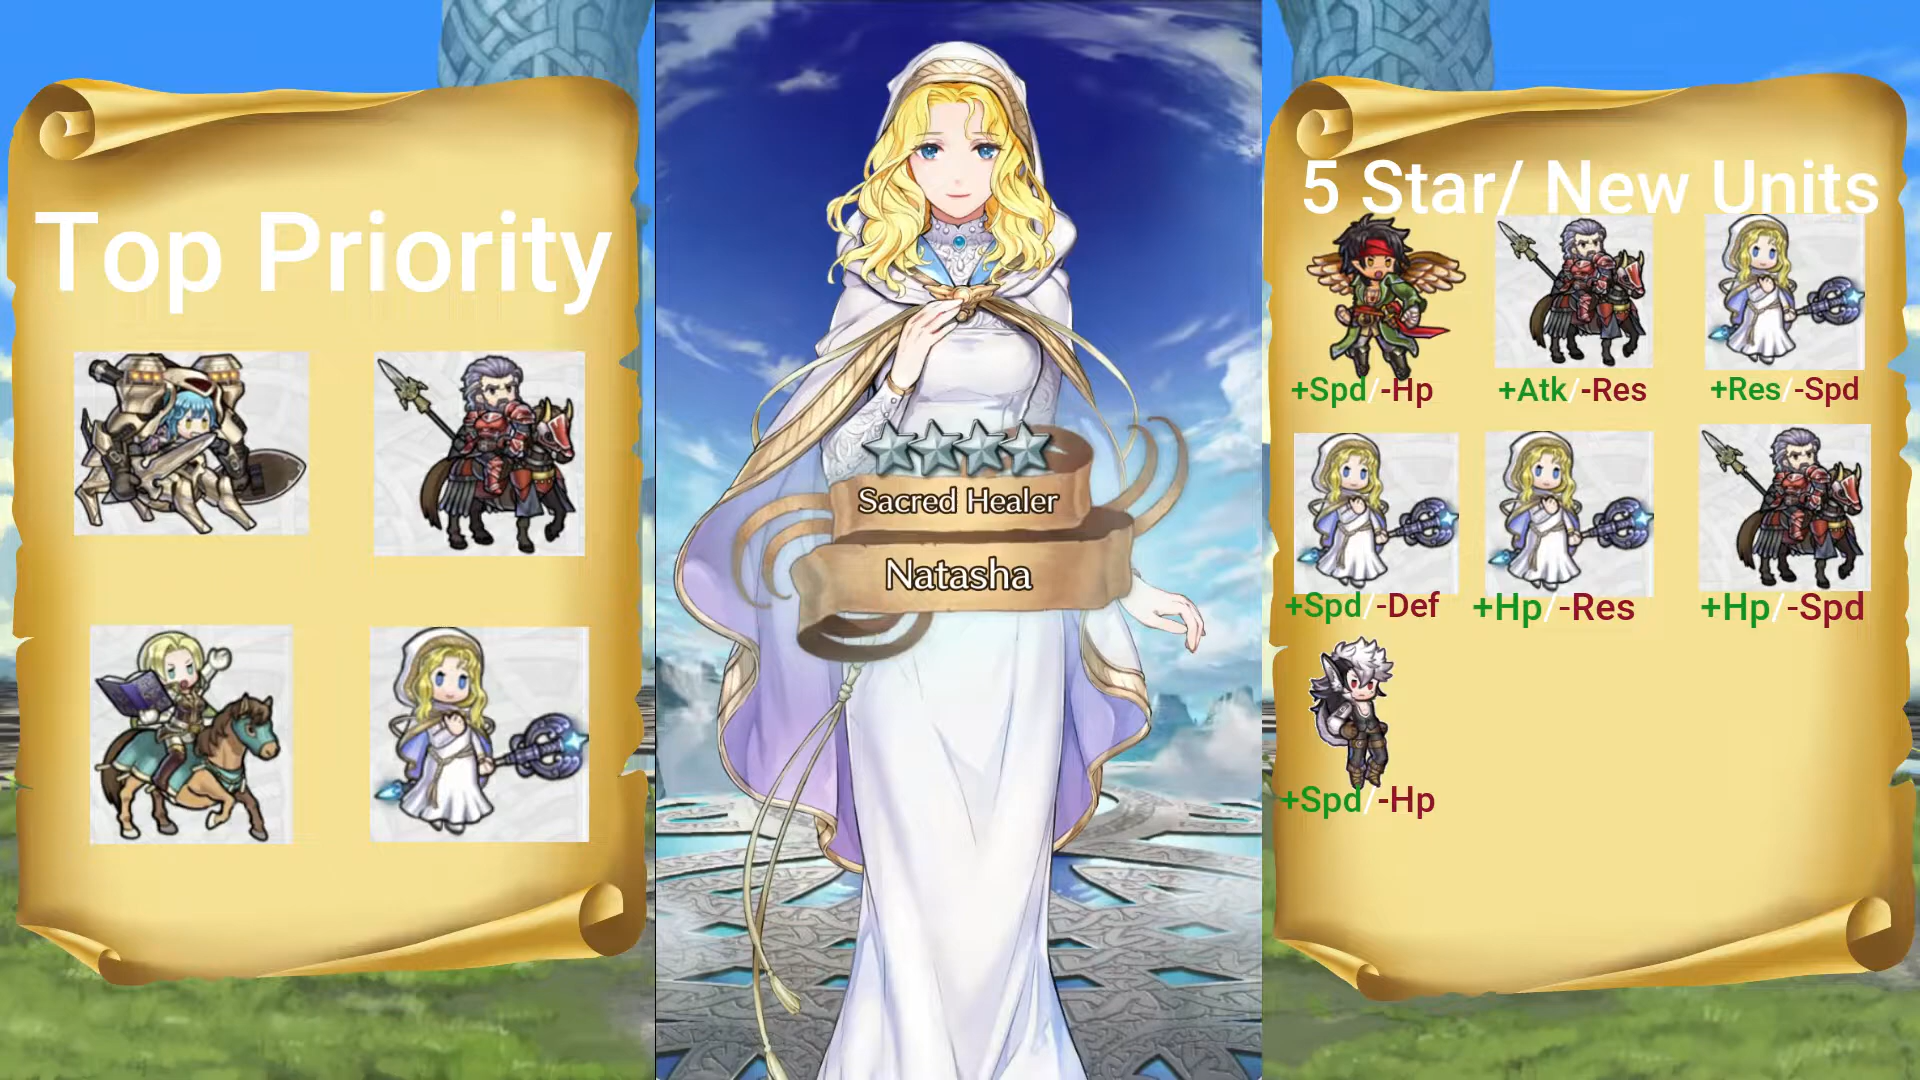 Top Priority
Sacred Healer
Natasha
5 Star/ New Units
+Spd/-Hp
+Atk/-Res
+Res/-Spd
+Spd/-Def
+Hp/-Res
+Hp/-Spd
+Spd/-Hp